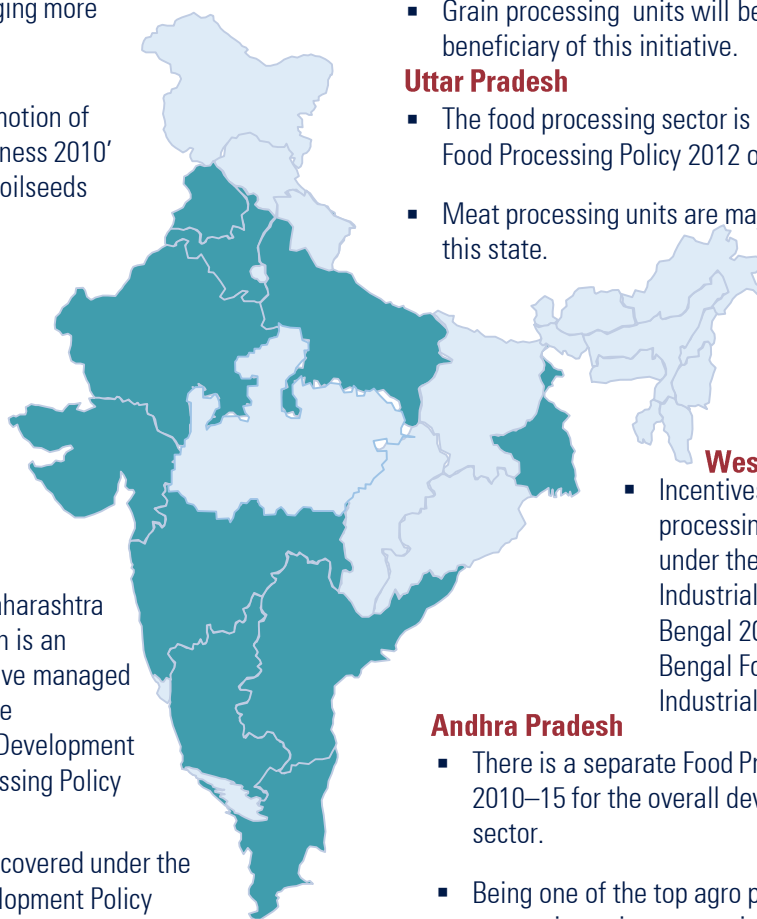 ging more
notion of
ness 2010'
oilseeds
Grain processing units will be
beneficiary of this initiative.
Uttar Pradesh
The food processing sector is
Food Processing Policy 2012 o
Meat processing units are ma
this state.
Wes
Incentives
processin
under the
Industrial
Bengal 20
Bengal Fo
Industrial
aharashtra
n is an
ve managed
e
Development
ssing Policy
covered under the
lopment Policy
Andhra Pradesh
There is a separate Food Pr
2010–15 for the overall dev
sector.
Being one of the top agro p